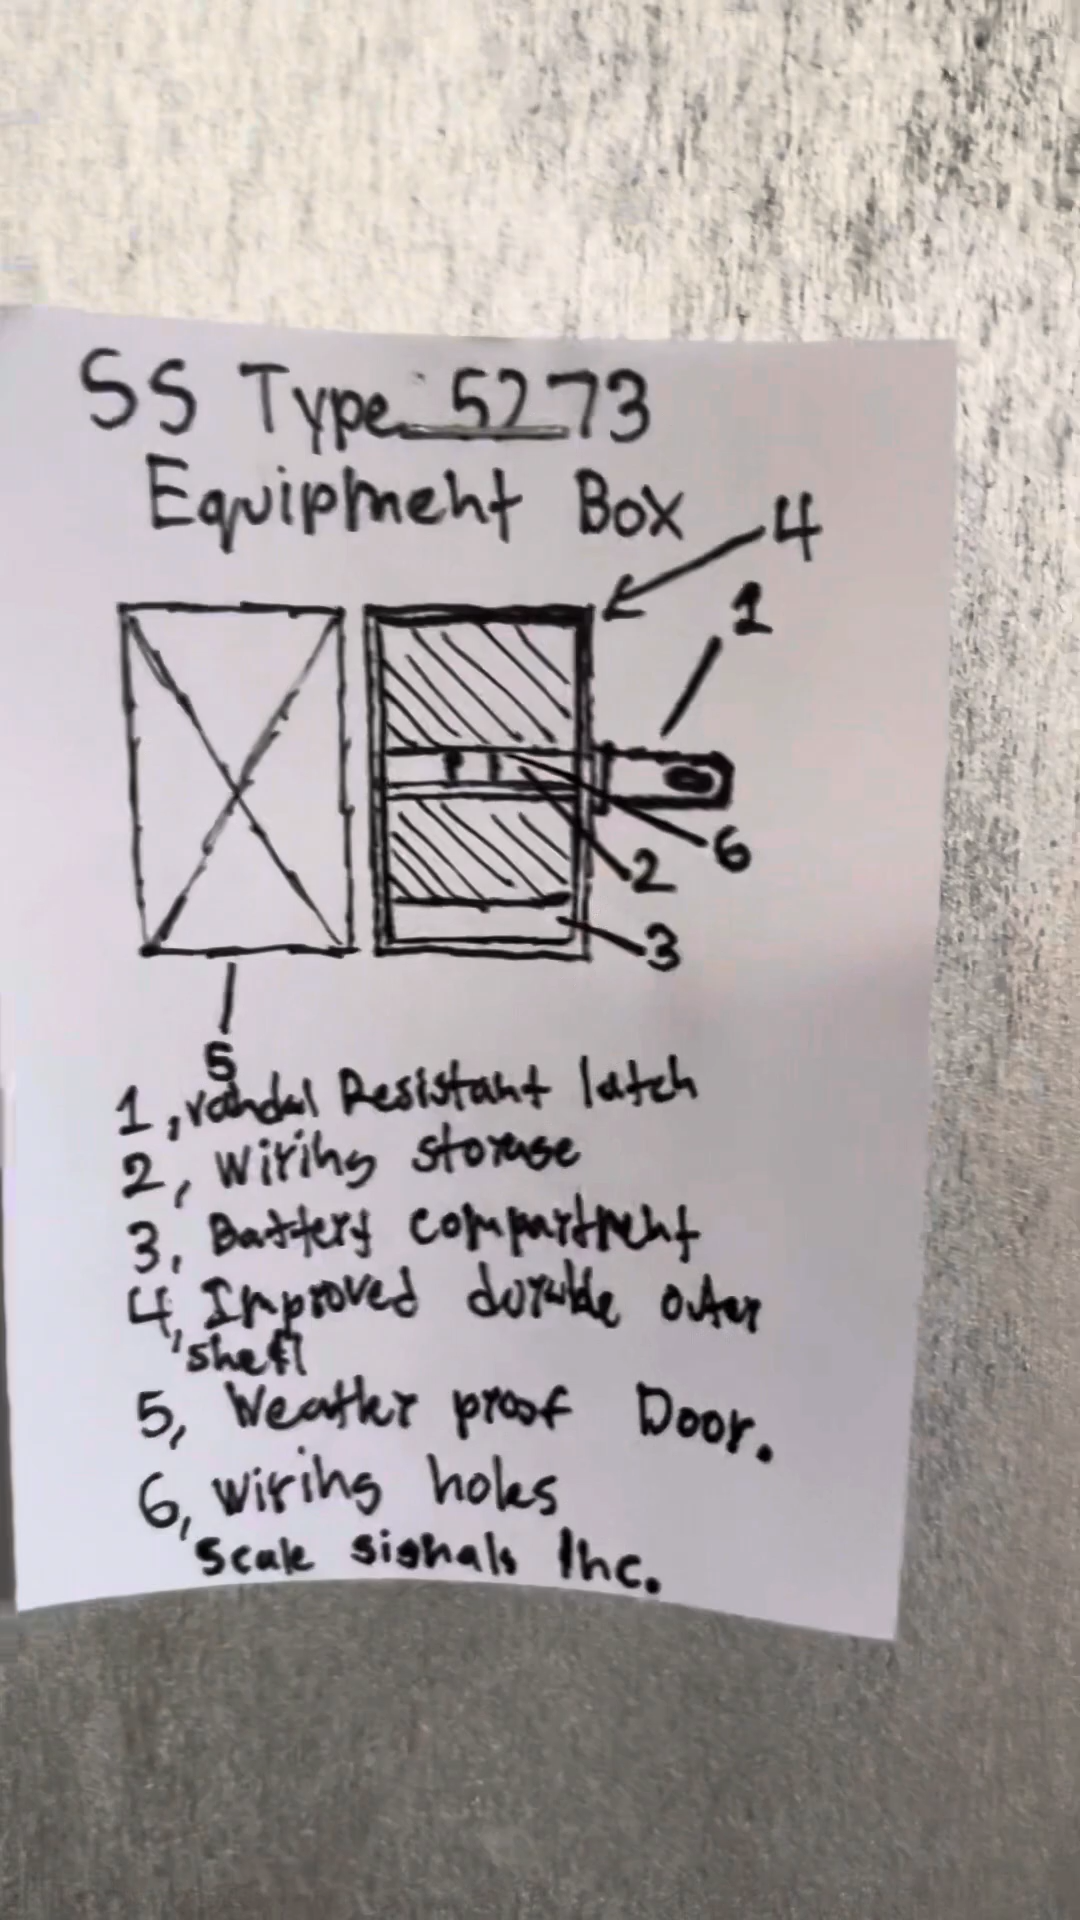 SS Type 5273
Equipment Box
4
1
6
2
3
5
1, vandal Resistant latch
2, wiring storage
3, Battery compartment
4, Improved durable outer
shell
5, Weather proof Door.
6, wiring holes
Scale signals Inc.